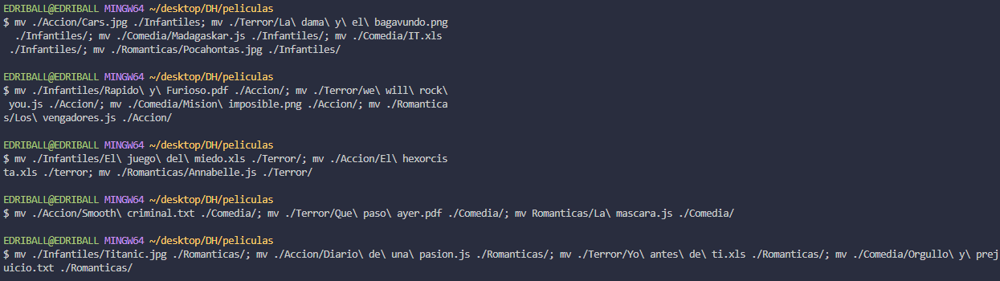 EDRIBALL@EDRIBALL MINGW64 ~/desktop/DH/peliculas
$ mv ./Accion/Cars.jpg ./Infantiles; mv ./Terror/La\ dama\ y\ el\ bagavundo.png
./Infantiles/; mv ./Comedia/Madagaskar.js ./Infantiles/; mv ./Comedia/IT.xls
./Infantiles/; mv ./Romanticas/Pocahontas.jpg ./Infantiles/
EDRIBALL@EDRIBALL MINGW64 ~/desktop/DH/peliculas
$ mv ./Infantiles/Rapido\ y\ Furioso.pdf ./Accion/; mv ./Terror/we\ will\ rock\
you.js ./Accion/; mv ./Comedia/Mision\ imposible.png ./Accion/; mv ./Romantica
s/Los\ vengadores.js ./Accion/
EDRIBALL@EDRIBALL MINGW64 ~/desktop/DH/peliculas
$ mv ./Infantiles/El\ juego\ del\ miedo.xls ./Terror/; mv ./Accion/El\ hexorcis
ta.xls ./terror; mv ./Romanticas/Annabelle.js ./Terror/
EDRIBALL@EDRIBALL MINGW64 ~/desktop/DH/peliculas
$ mv ./Accion/Smooth\ criminal.txt ./Comedia/; mv ./Terror/Que\ paso\ ayer.pdf ./Comedia/; mv Romanticas/La\ mascara.js ./Comedia/
EDRIBALL@EDRIBALL MINGW64 ~/desktop/DH/peliculas
$ mv ./Infantiles/Titanic.jpg ./Romanticas/; mv ./Accion/Diario\ de\ una\ pasion.js ./Romanticas/; mv ./Terror/Yo\ antes\ de\ ti.xls ./Romanticas/; mv ./Comedia/Orgullo\ y\ prej
uicio.txt ./Romanticas/